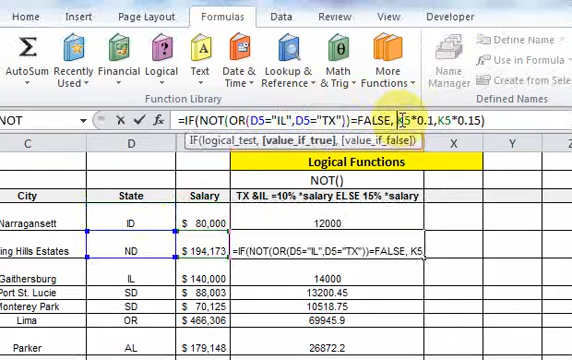 Home Insert Page Layout Formulas Data Review View Developer
Σ fx ? A θ
AutoSum Recently Used Financial Logical Text Date & Time Lookup & Reference Math & Trig More Functions Name Manager
Define Name
Use in Formula
Create from Selec
Function Library Defined Names
NOT fx =IF(NOT(OR(D5="IL",D5="TX"))=FALSE, K5*0.1,K5*0.15)
IF(logical_test, [value_if_true], [value_if_false])
C D X Y Z
Logical Functions
NOT()
City State Salary TX &IL =10% *salary ELSE 15% *salary
Narragansett ID $ 80,000 12000
ing Hills Estates ND $ 194,173 =IF(NOT(OR(D5="IL",D5="TX"))=FALSE, K5
Gaithersburg IL $ 140,000 14000
Port St. Lucie SD $ 88,003 13200.45
Monterey Park SD $ 70,125 10518.75
Lima OR $ 466,306 69945.9
Parker AL $ 179,148 26872.2